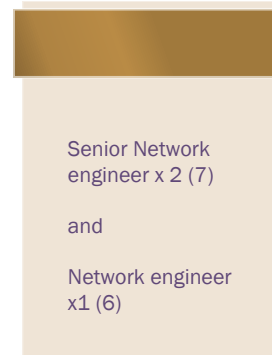 Senior Network
engineer x 2 (7)
and
Network engineer
x1 (6)